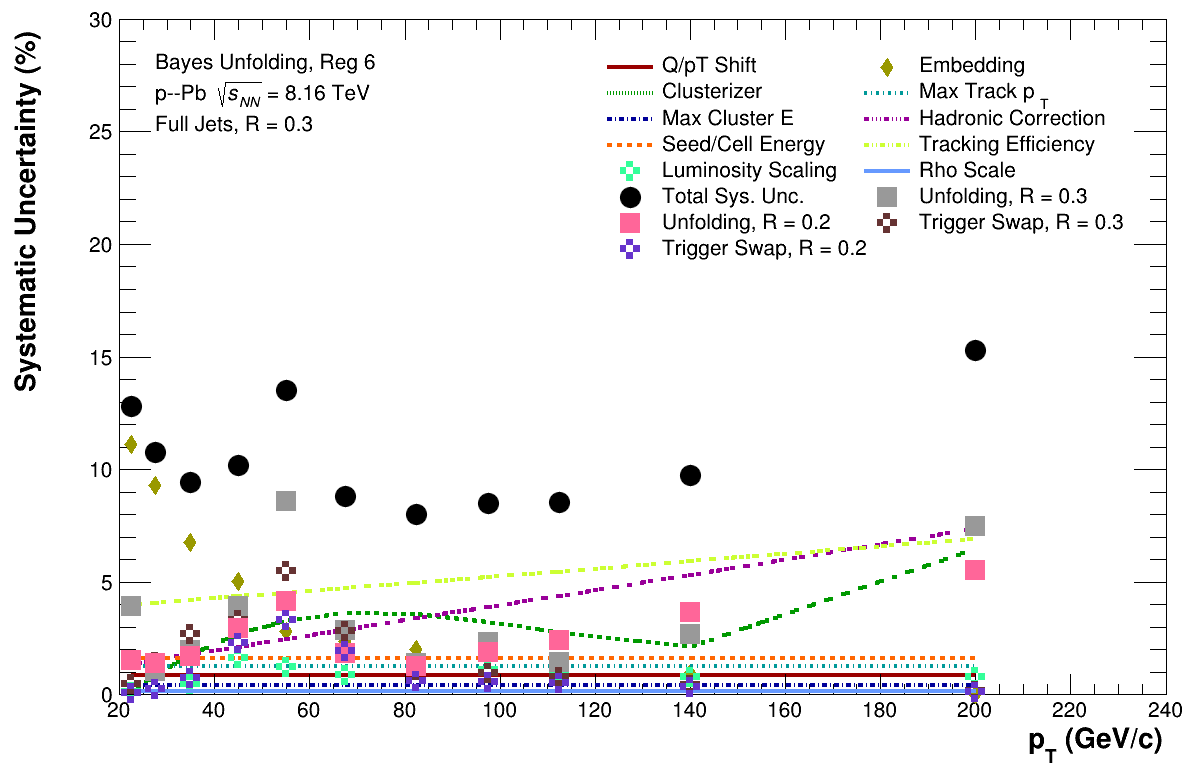 Systematic Uncertainty (%)
30
25
20
15
10
5
0
Bayes Unfolding, Reg 6
p--Pb √sNN = 8.16 TeV
Full Jets, R = 0.3
Q/pT Shift
Clusterizer
Max Cluster E
Seed/Cell Energy
Luminosity Scaling
Total Sys. Unc.
Unfolding, R = 0.2
Trigger Swap, R = 0.2
Embedding
Max Track pT
Hadronic Correction
Tracking Efficiency
Rho Scale
Unfolding, R = 0.3
Trigger Swap, R = 0.3
20 40 60 80 100 120 140 160 180 200 220 240
pT (GeV/c)